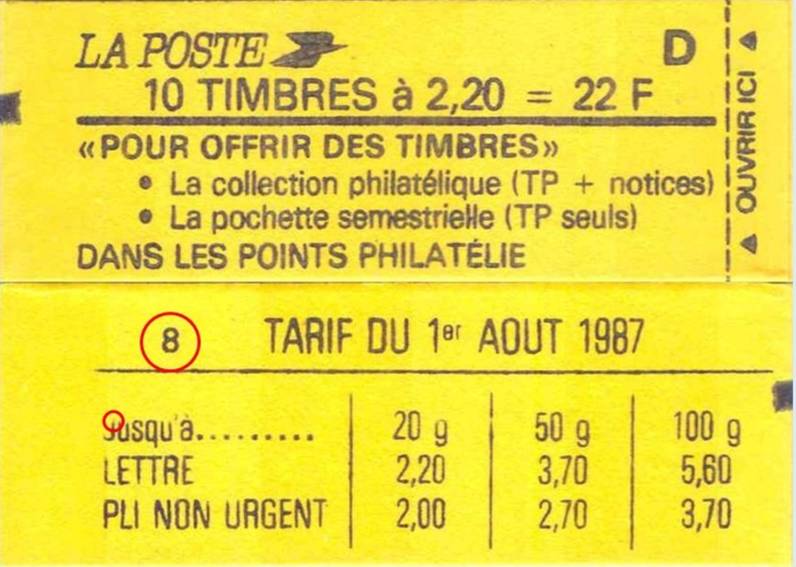 LA POSTE D
10 TIMBRES à 2,20 = 22 F
«POUR OFFRIR DES TIMBRES»
• La collection philatélique (TP + notices)
• La pochette semestrielle (TP seuls)
DANS LES POINTS PHILATÉLIE
▲ OUVRIR ICI ▲
8 TARIF DU 1er AOUT 1987
Jusqu'à.......... 20 g 50 g 100 g
LETTRE 2,20 3,70 5,60
PLI NON URGENT 2,00 2,70 3,70